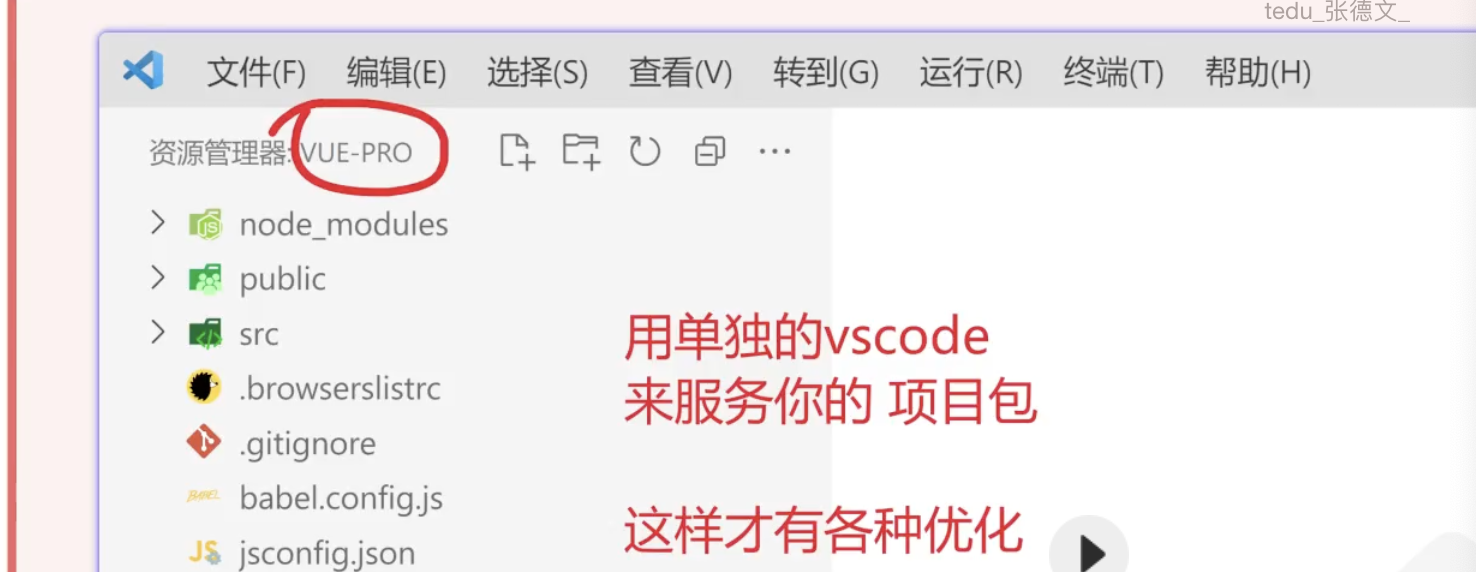 tedu_张德文_
文件(F) 编辑(E) 选择(S) 查看(V) 转到(G) 运行(R) 终端(T) 帮助(H)
资源管理器: VUE-PRO
node_modules
public
src
用单独的vscode
.browserslistrc
来服务你的 项目包
.gitignore
babel.config.js
这样才有各种优化
jsconfig.json